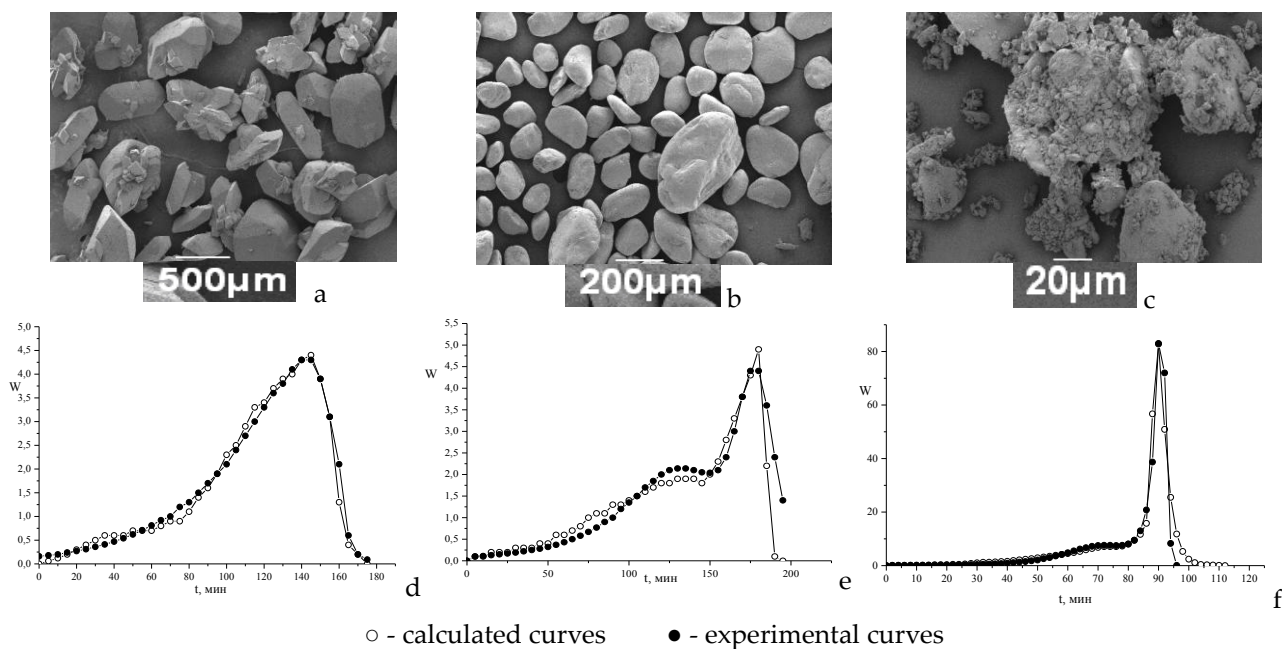 500µm
a
200µm
b
20µm
c
5,0
4,5
4,0
3,5
3,0
2,5
2,0
1,5
1,0
0,5
0,0
W
0 20 40 60 80 100 120 140 160 180
t, мин
d
5,5
5,0
4,5
4,0
3,5
3,0
2,5
2,0
1,5
1,0
0,5
0,0
W
0 50 100 150 200
t, мин
e
80
60
40
20
0
W
0 10 20 30 40 50 60 70 80 90 100 110 120
t, мин
f
○ - calculated curves ● - experimental curves